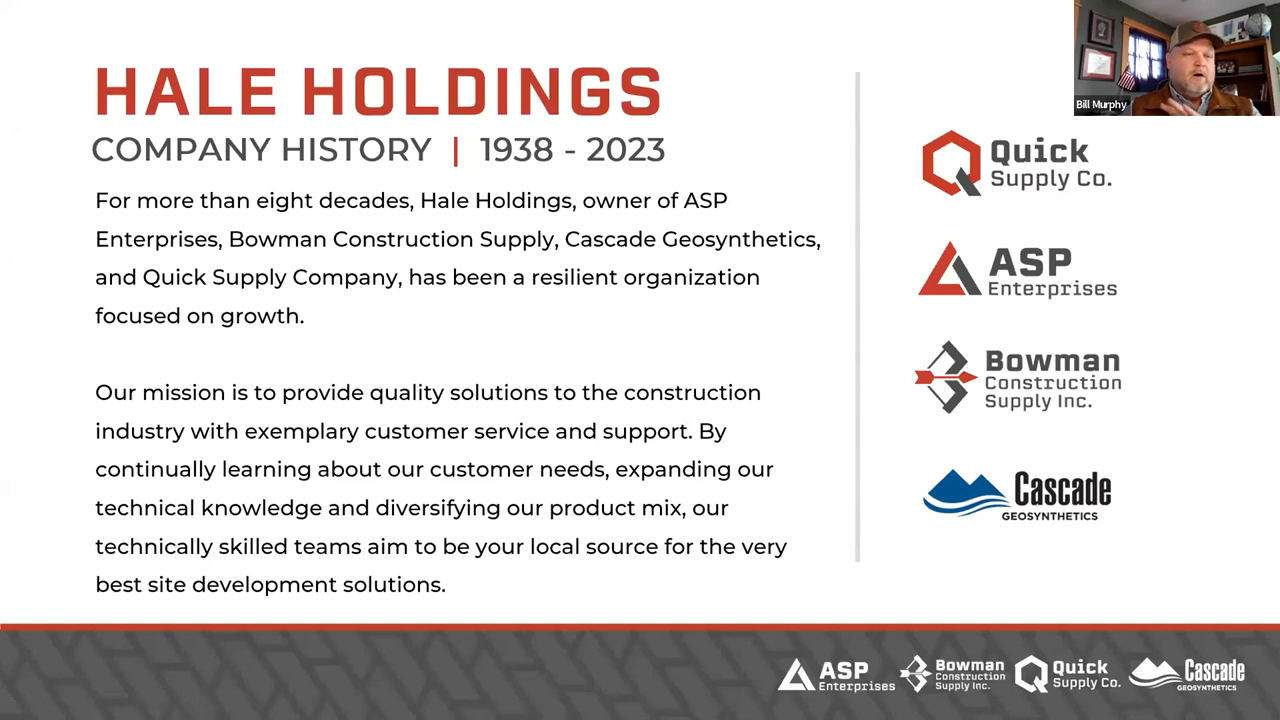 HALE HOLDINGS
COMPANY HISTORY | 1938 - 2023
For more than eight decades, Hale Holdings, owner of ASP
Enterprises, Bowman Construction Supply, Cascade Geosynthetics,
and Quick Supply Company, has been a resilient organization
focused on growth.
Our mission is to provide quality solutions to the construction
industry with exemplary customer service and support. By
continually learning about our customer needs, expanding our
technical knowledge and diversifying our product mix, our
technically skilled teams aim to be your local source for the very
best site development solutions.
Bill Murphy
Quick
Supply Co.
ASP
Enterprises
Bowman
Construction
Supply Inc.
Cascade
GEOSYNTHETICS
ASP
Enterprises
Bowman
Construction
Supply Inc.
Quick
Supply Co.
Cascade
GEOSYNTHETICS